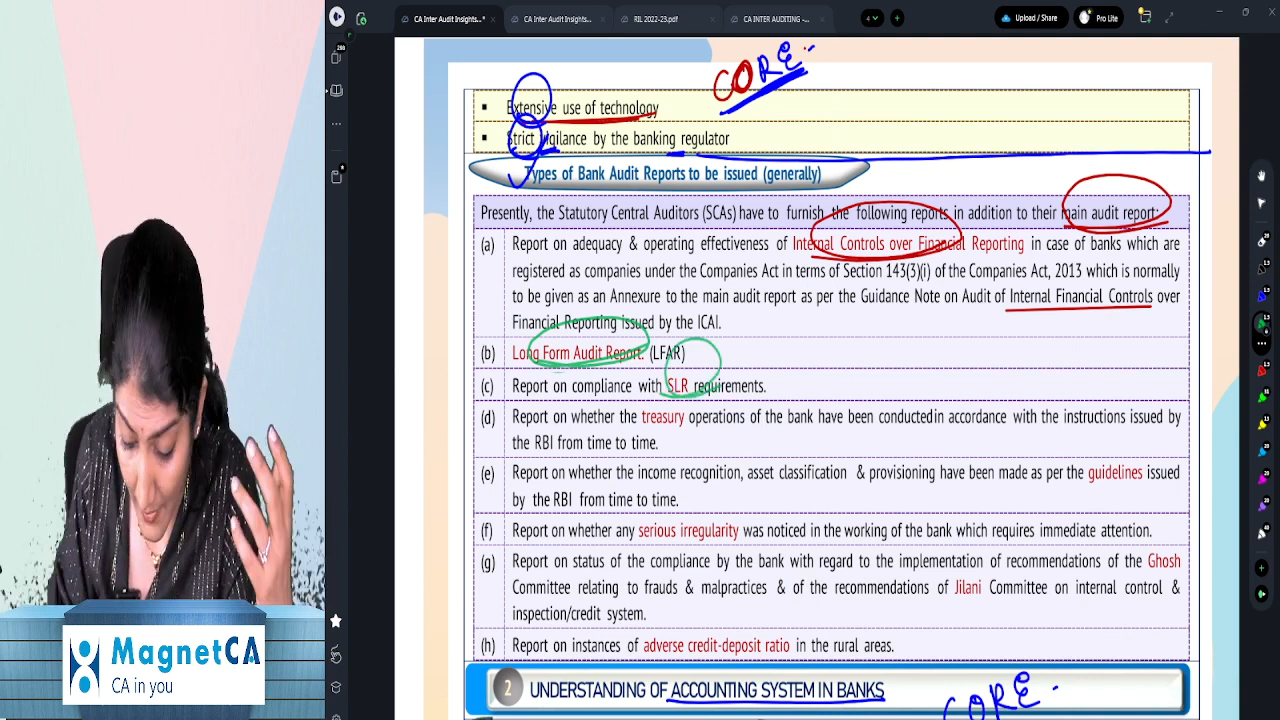 CA Inter Audit Insights...*
CA Inter Audit Insights...
RIL 2022-23.pdf
CA INTER AUDITING -...
4
Upload / Share
Pro Lite
CORE
▪ Extensive use of technology
▪ Strict vigilance by the banking regulator
Types of Bank Audit Reports to be issued (generally)
Presently, the Statutory Central Auditors (SCAs) have to furnish the following reports in addition to their main audit report:
(a) Report on adequacy & operating effectiveness of Internal Controls over Financial Reporting in case of banks which are
registered as companies under the Companies Act in terms of Section 143(3)(i) of the Companies Act, 2013 which is normally
to be given as an Annexure to the main audit report as per the Guidance Note on Audit of Internal Financial Controls over
Financial Reporting issued by the ICAI.
(b) Long Form Audit Report. (LFAR)
(c) Report on compliance with SLR requirements.
(d) Report on whether the treasury operations of the bank have been conducted in accordance with the instructions issued by
the RBI from time to time.
(e) Report on whether the income recognition, asset classification & provisioning have been made as per the guidelines issued
by the RBI from time to time.
(f) Report on whether any serious irregularity was noticed in the working of the bank which requires immediate attention.
(g) Report on status of the compliance by the bank with regard to the implementation of recommendations of the Ghosh
Committee relating to frauds & malpractices & of the recommendations of Jilani Committee on internal control &
inspection/credit system.
(h) Report on instances of adverse credit-deposit ratio in the rural areas.
2 UNDERSTANDING OF ACCOUNTING SYSTEM IN BANKS
CORE
MagnetCA
CA in you